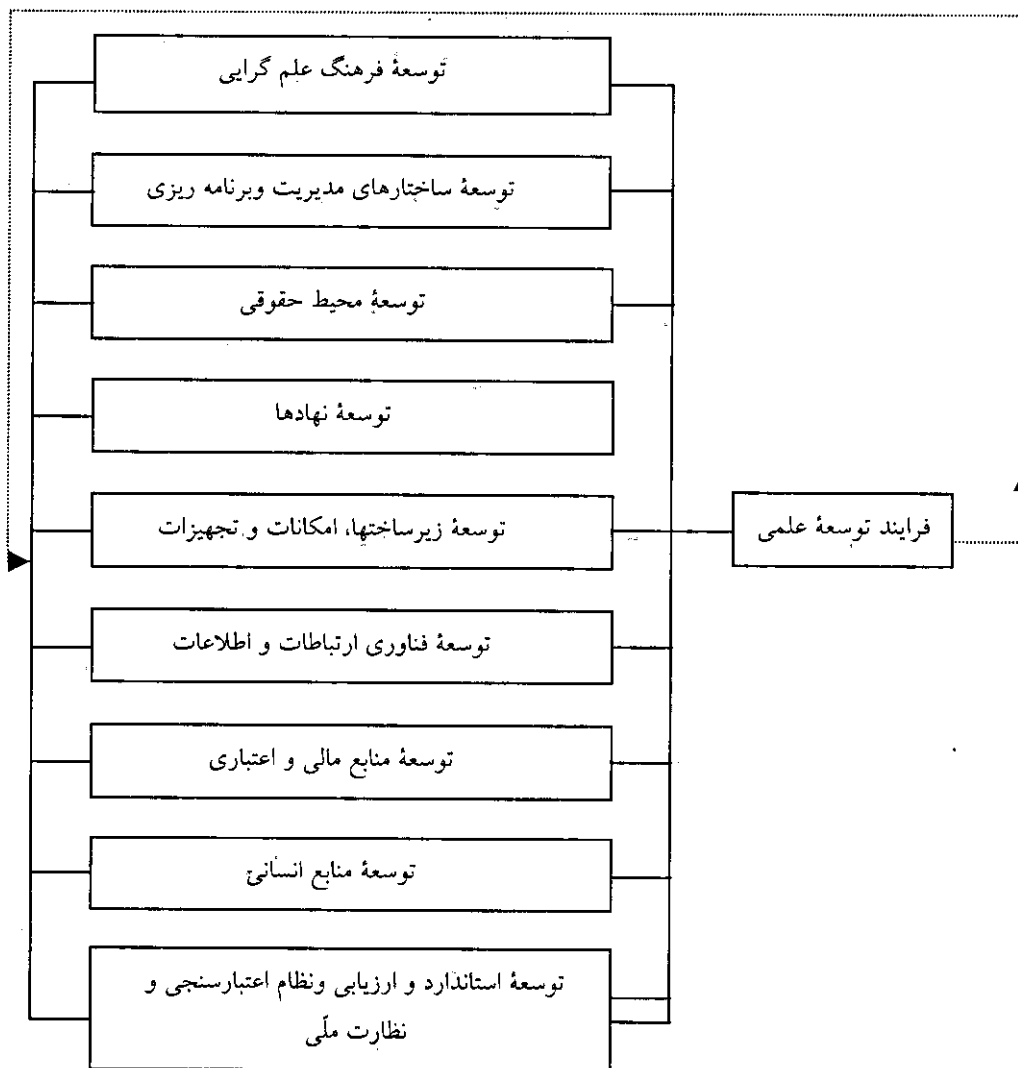 توسعهٔ فرهنگ علم گرایی
توسعهٔ ساختارهای مدیریت وبرنامه ریزی
توسعهٔ محیط حقوقی
توسعهٔ نهادها
توسعهٔ زیرساختها، امکانات و تجهیزات
فرایند توسعهٔ علمی
توسعهٔ فناوری ارتباطات و اطلاعات
توسعهٔ منابع مالی و اعتباری
توسعهٔ منابع انسانی
توسعهٔ استاندارد و ارزیابی ونظام اعتبارسنجی و
نظارت ملّی